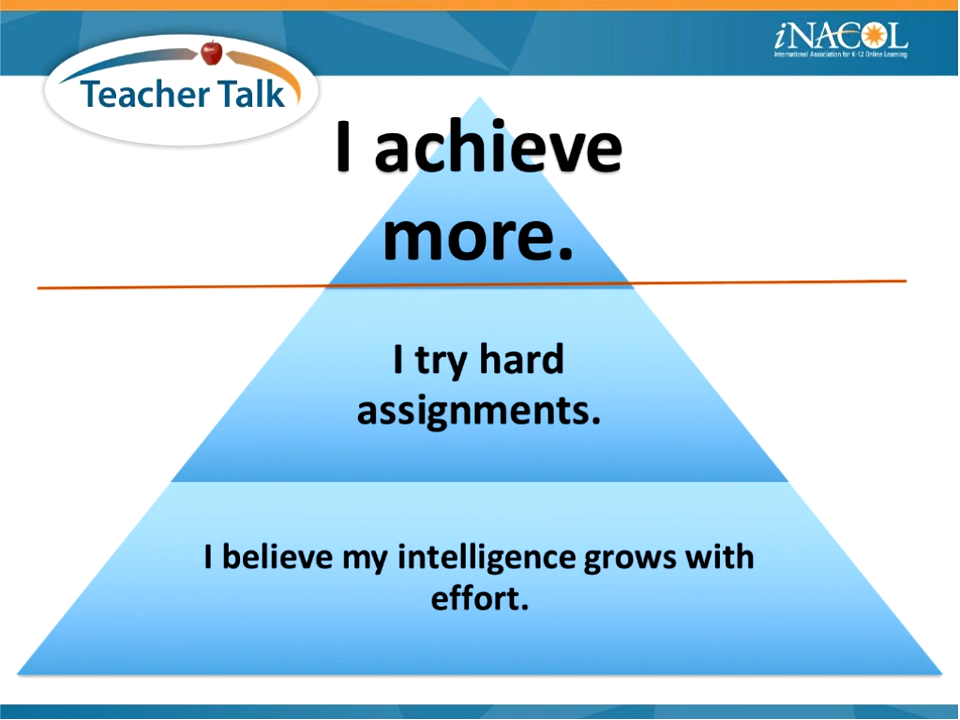 iNACOL
International Association for K-12 Online Learning
Teacher Talk
I achieve
more.
I try hard
assignments.
I believe my intelligence grows with
effort.